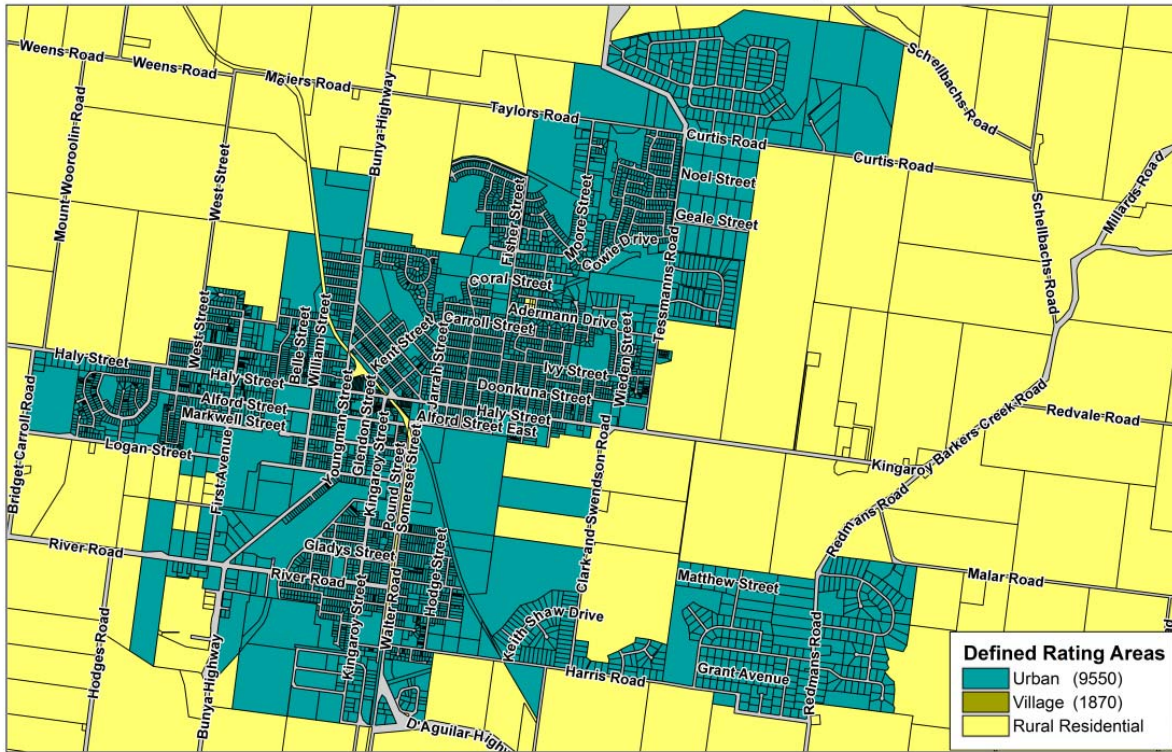 Weens Road
Weens Road
Meiers Road
Mount Wooroolin Road
West Street
Bunya Highway
Taylors Road
Schellbachs Road
Curtis Road
Curtis Road
Noel Street
Geale Street
Schellbachs Road
Millards Road
Fisher Street
Moore Street
Cowie Drive
Tessmanns Road
Coral Street
Adermann Drive
Carroll Street
Kent Street
Belle Street
William Street
West Street
Haly Street
Haly Street
Alford Street
Markwell Street
Logan Street
First Avenue
Bridget Carroll Road
Youngman Street
Glendon Street
Kingaroy Street
Pound Street
Somerset Street
Jarrah Street
Ivy Street
Doonkuna Street
Haly Street
Alford Street East
Weeden Street
Clark and Swendson Road
Kingaroy Barkers Creek Road
Redvale Road
Redmans Road
Malar Road
River Road
Gladys Street
River Road
Hodge Street
Walter Road
Kingaroy Street
Hodges Road
Bunya Highway
Keith Shaw Drive
Harris Road
Matthew Street
Grant Avenue
Redmans Road
D'Aguilar Highw
Defined Rating Areas
Urban (9550)
Village (1870)
Rural Residential